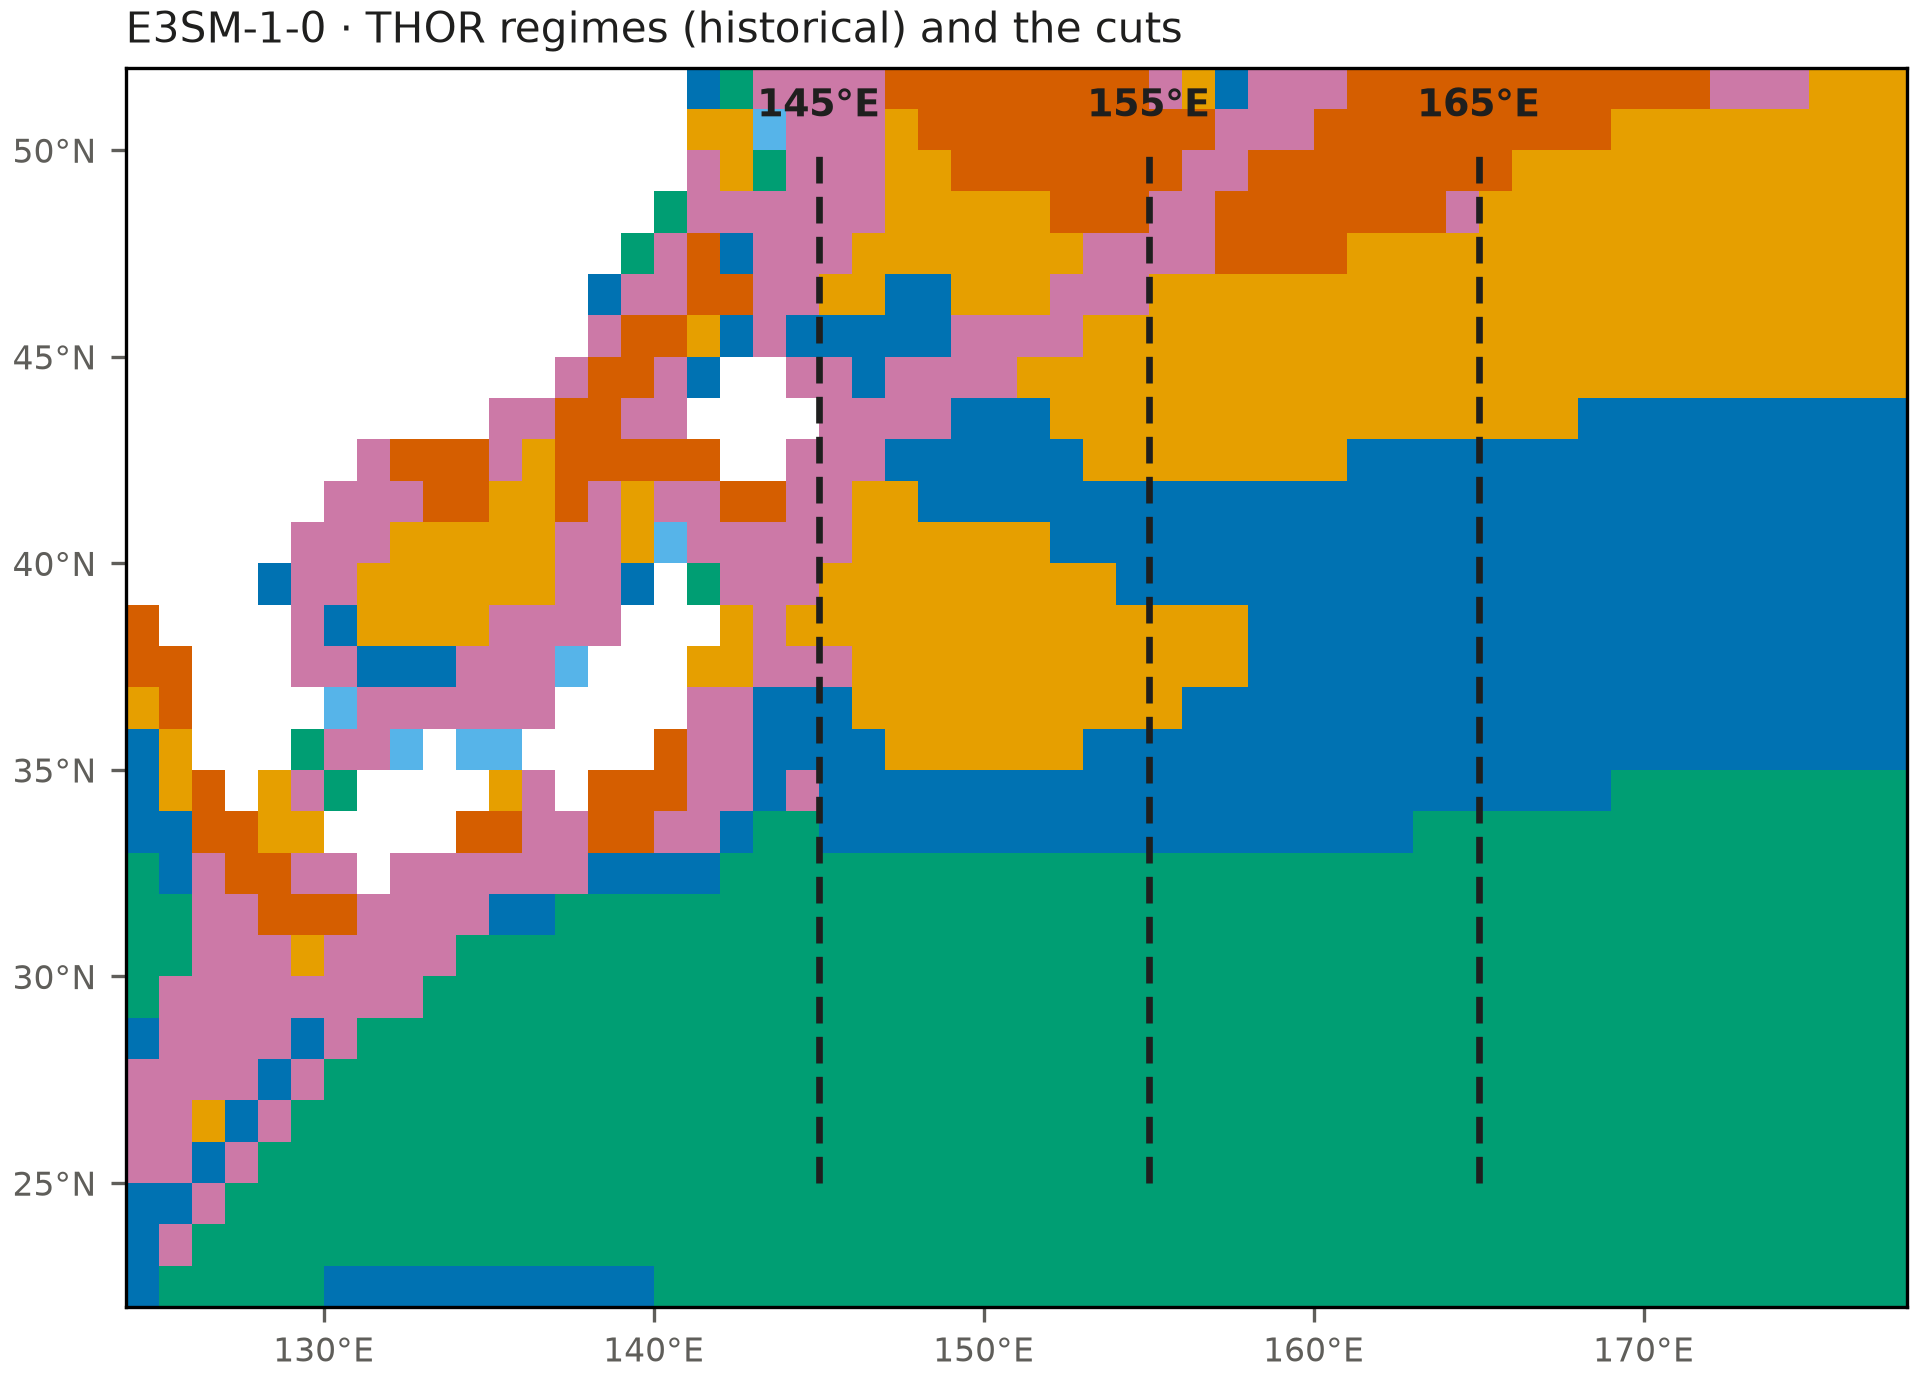 E3SM-1-0 · THOR regimes (historical) and the cuts
145°E 155°E 165°E
50°N
45°N
40°N
35°N
30°N
25°N
130°E 140°E 150°E 160°E 170°E